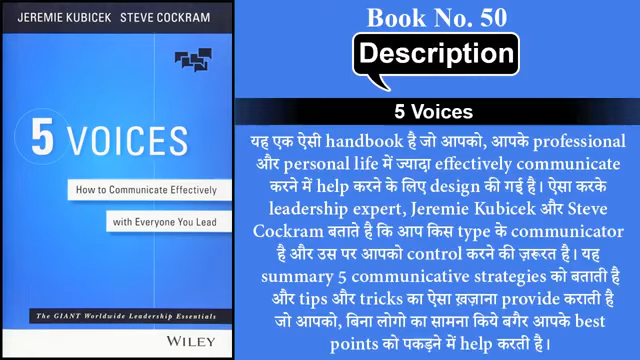 JEREMIE KUBICEK STEVE COCKRAM
5 VOICES
How to Communicate Effectively
with Everyone You Lead
The GIANT Worldwide Leadership Essentials
WILEY
Book No. 50
Description
5 Voices
यह एक ऐसी handbook है जो आपको, आपके professional
और personal life में ज्यादा effectively communicate
करने में help करने के लिए design की गई है। ऐसा करके
leadership expert, Jeremie Kubicek और Steve
Cockram बताते है कि आप किस type के communicator
है और उस पर आपको control करने की ज़रूरत है। यह
summary 5 communicative strategies को बताती है
और tips और tricks का ऐसा ख़ज़ाना provide कराती है
जो आपको, बिना लोगो का सामना किये बगैर आपके best
points को पकड़ने में help करती है।